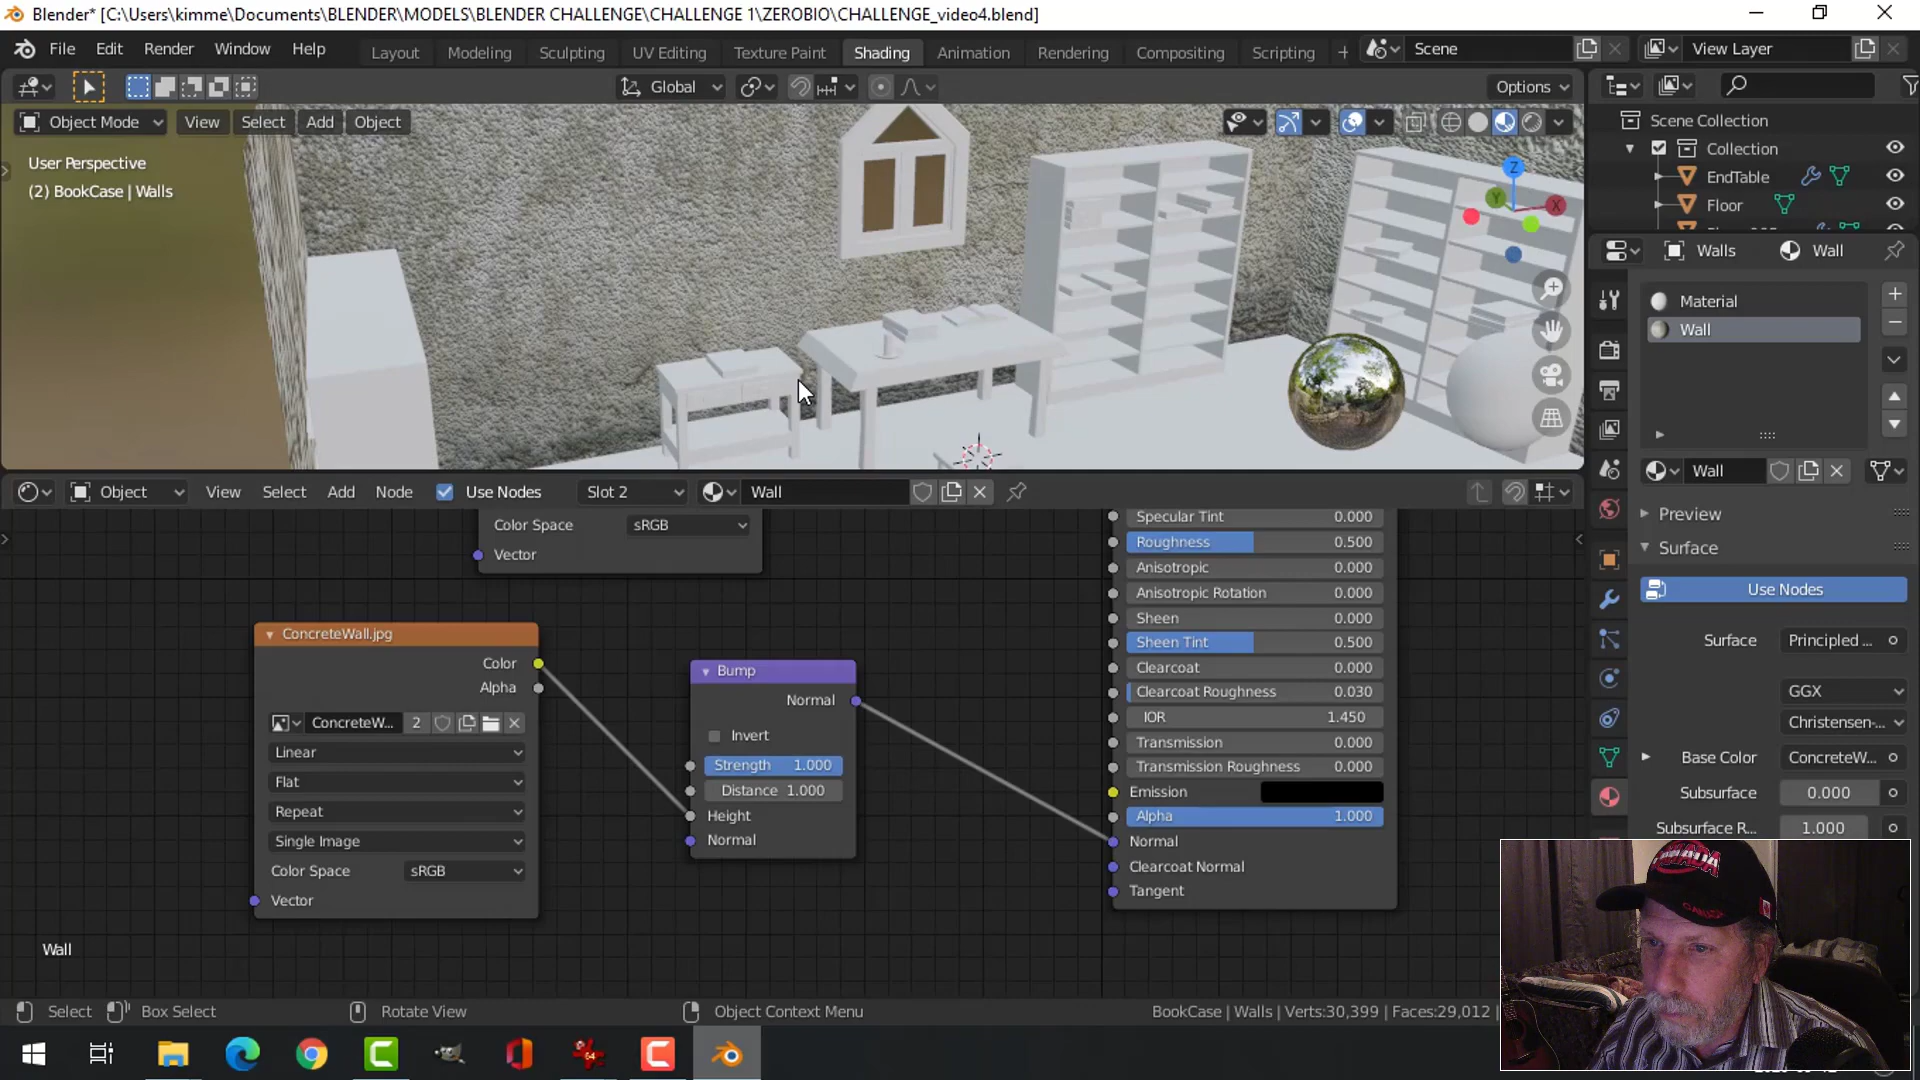 Blender* [C:\Users\kimme\Documents\BLENDER\MODELS\BLENDER CHALLENGE\CHALLENGE 1\ZEROBIO\CHALLENGE_video4.blend]
File Edit Render Window Help
Layout Modeling Sculpting UV Editing Texture Paint Shading Animation Rendering Compositing Scripting
Scene
View Layer
Global
Options
Object Mode View Select Add Object
User Perspective
(2) BookCase | Walls
Z
Y
X
Scene Collection
Collection
EndTable
Floor
Walls
Wall
Material
Wall
Wall
Preview
Surface
Use Nodes
Surface Principled ...
GGX
Christensen-...
Base Color ConcreteW...
Subsurface 0.000
Subsurface R... 1.000
Object View Select Add Node Use Nodes Slot 2 Wall
Color Space sRGB
Vector
ConcreteWall.jpg
Color
Alpha
ConcreteW... 2
Linear
Flat
Repeat
Single Image
Color Space sRGB
Vector
Bump
Normal
Invert
Strength 1.000
Distance 1.000
Height
Normal
Specular Tint 0.000
Roughness 0.500
Anisotropic 0.000
Anisotropic Rotation 0.000
Sheen 0.000
Sheen Tint 0.500
Clearcoat 0.000
Clearcoat Roughness 0.030
IOR 1.450
Transmission 0.000
Transmission Roughness 0.000
Emission
Alpha 1.000
Normal
Clearcoat Normal
Tangent
Wall
Select Box Select Rotate View Object Context Menu
BookCase | Walls | Verts:30,399 | Faces:29,012 |